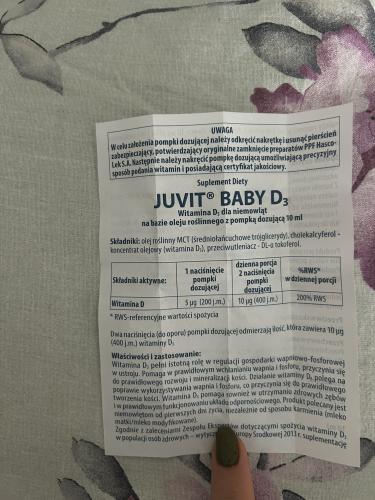 UWAGA
W celu założenia pompki dozującej należy odkręcić nakrętkę i usunąć pierścień
zabezpieczający, potwierdzający oryginalne zamknięcie preparatów PPF Hasco-
Lek S.A. Następnie należy nakręcić pompkę dozującą umożliwiającą precyzyjny
sposób podania witamin i posiadającą certyfikat jakościowy.
Suplement Diety
JUVIT® BABY D₃
Witamina D₃ dla niemowląt
na bazie oleju roślinnego z pompką dozującą 10 ml
Składniki: olej roślinny MCT (średniołańcuchowe trójglicerydy), cholekalcyferol -
koncentrat olejowy (witamina D₃), przeciwutleniacz - DL-α tokoferol.
Składniki aktywne: 1 naciśnięcie pompki dozującej dzienna porcja 2 naciśnięcia pompki dozującej %RWS* w dziennej porcji
Witamina D 5 µg (200 j.m.) 10 µg (400 j.m.) 200% RWS
* RWS-referencyjne wartości spożycia
Dwa naciśnięcia (do oporu) pompki dozującej odmierzają ilość, która zawiera 10 µg
(400 j.m.) witaminy D₃
Właściwości i zastosowanie:
Witamina D₃ pełni istotną rolę w regulacji gospodarki wapniowo-fosforowej
w ustroju. Pomaga w prawidłowym wchłanianiu wapnia i fosforu, przyczynia się
do prawidłowego rozwoju i mineralizacji kości. Działanie witaminy D₃ polega na
poprawie wykorzystywania wapnia i fosforu, co przyczynia się do prawidłowego
tworzenia kości. Witamina D₃ pomaga również w utrzymaniu zdrowych zębów
i w prawidłowym funkcjonowaniu układu odpornościowego. Produkt polecany jest
niemowlętom od pierwszych dni życia, niezależnie od sposobu karmienia (mleko
matki/mleko modyfikowane).
Zgodnie z zaleceniami Zespołu Ekspertów dotyczącymi spożycia witaminy D₃
w populacji osób zdrowych – wytyczne Europy Środkowej 2013 r. suplementację